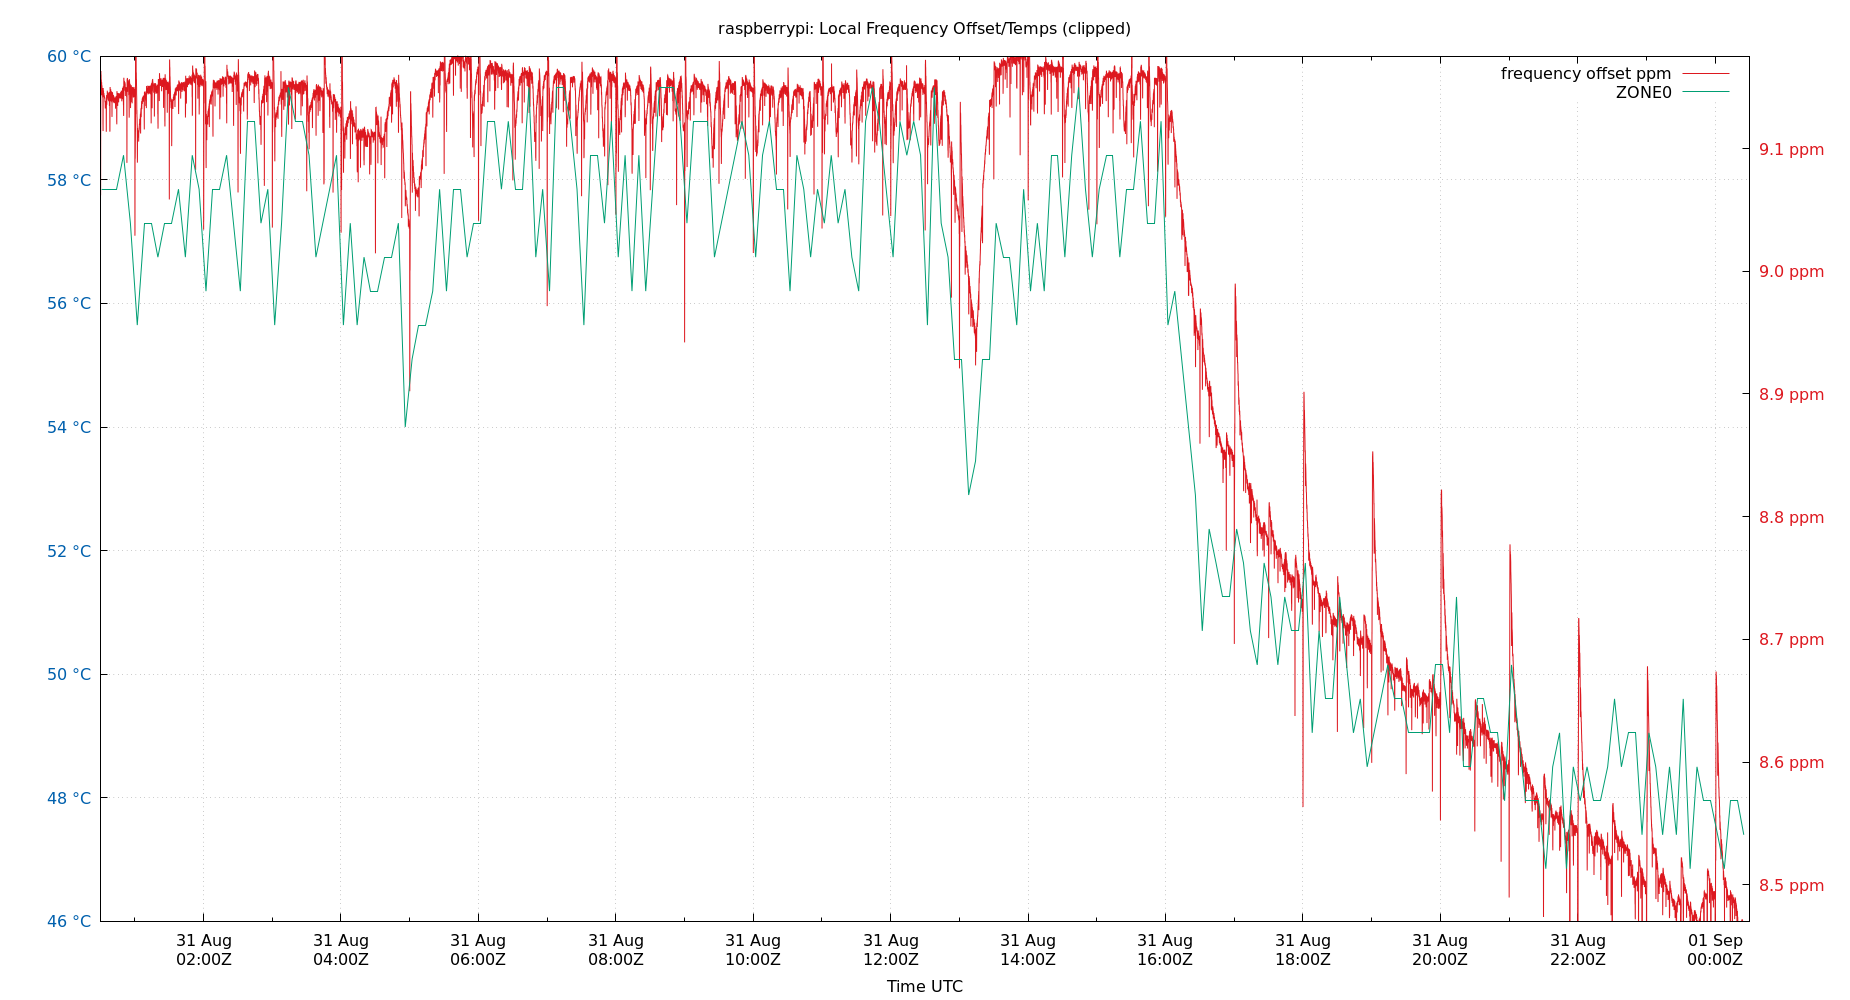 raspberrypi: Local Frequency Offset/Temps (clipped)
frequency offset ppm
ZONE0
60 °C
58 °C
56 °C
54 °C
52 °C
50 °C
48 °C
46 °C
9.1 ppm
9.0 ppm
8.9 ppm
8.8 ppm
8.7 ppm
8.6 ppm
8.5 ppm
31 Aug 31 Aug 31 Aug 31 Aug 31 Aug 31 Aug 31 Aug 31 Aug 31 Aug 31 Aug 31 Aug 01 Sep
02:00Z 04:00Z 06:00Z 08:00Z 10:00Z 12:00Z 14:00Z 16:00Z 18:00Z 20:00Z 22:00Z 00:00Z
Time UTC